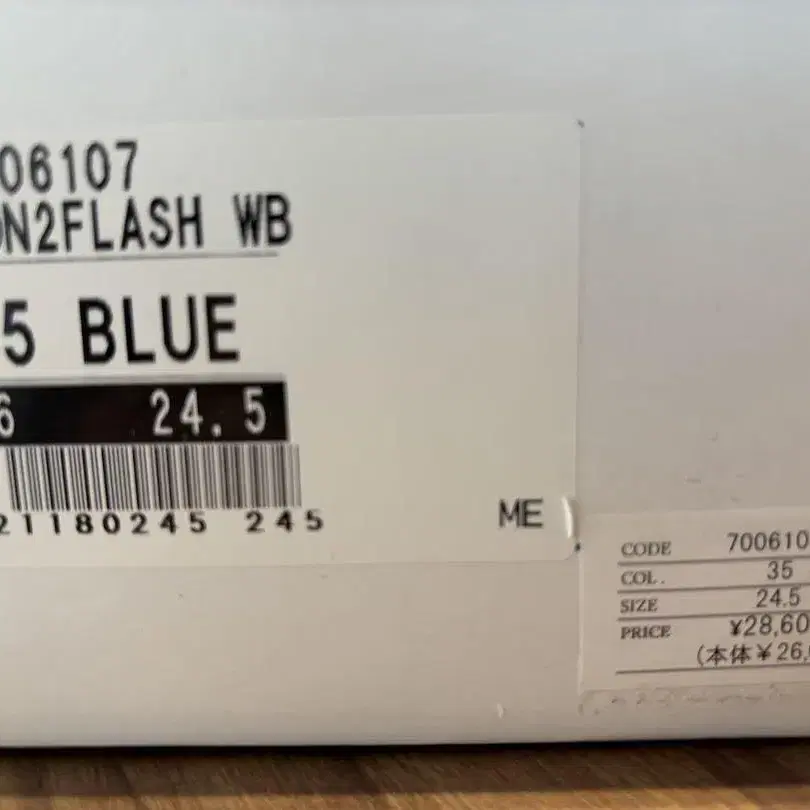 06107
N2FLASH WB
5 BLUE
6 24.5
21180245 245
ME
CODE 700610
COL. 35
SIZE 24.5
PRICE ¥28,60
(本体¥26,